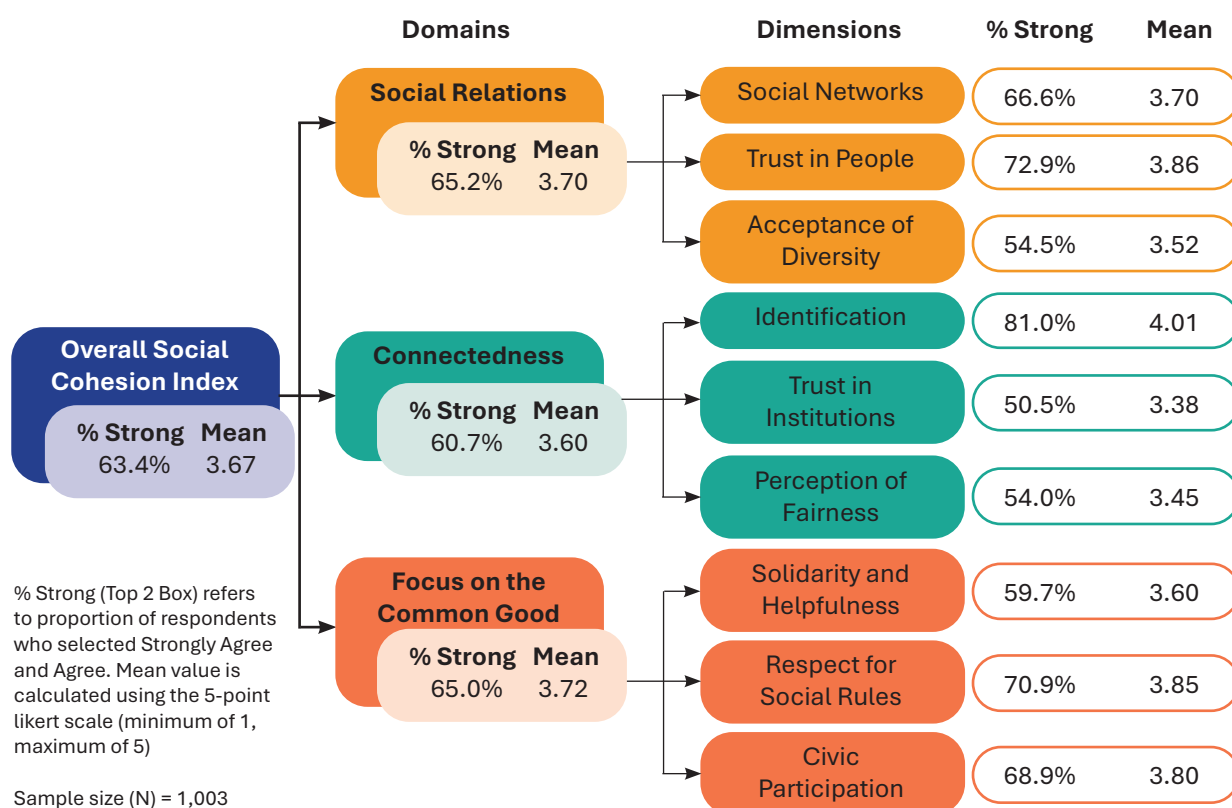 Domains
Dimensions
% Strong
Mean
Overall Social
Cohesion Index
% Strong Mean
63.4% 3.67
Social Relations
% Strong Mean
65.2% 3.70
Social Networks
66.6% 3.70
Trust in People
72.9% 3.86
Acceptance of
Diversity
54.5% 3.52
Connectedness
% Strong Mean
60.7% 3.60
Identification
81.0% 4.01
Trust in
Institutions
50.5% 3.38
Perception of
Fairness
54.0% 3.45
Focus on the
Common Good
% Strong Mean
65.0% 3.72
Solidarity and
Helpfulness
59.7% 3.60
Respect for
Social Rules
70.9% 3.85
Civic
Participation
68.9% 3.80
% Strong (Top 2 Box) refers
to proportion of respondents
who selected Strongly Agree
and Agree. Mean value is
calculated using the 5-point
likert scale (minimum of 1,
maximum of 5)
Sample size (N) = 1,003